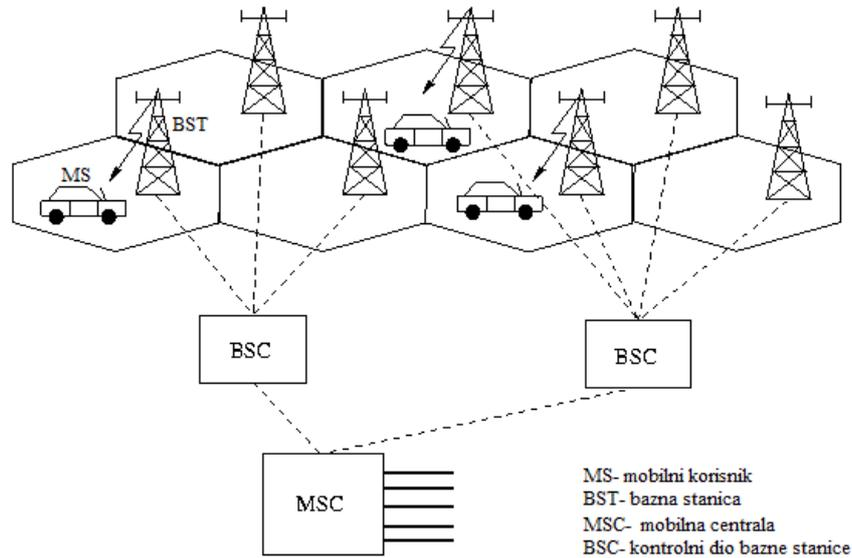 BST
MS
BSC
BSC
MSC
MS- mobilni korisnik
BST- bazna stanica
MSC- mobilna centrala
BSC- kontrolni dio bazne stanice